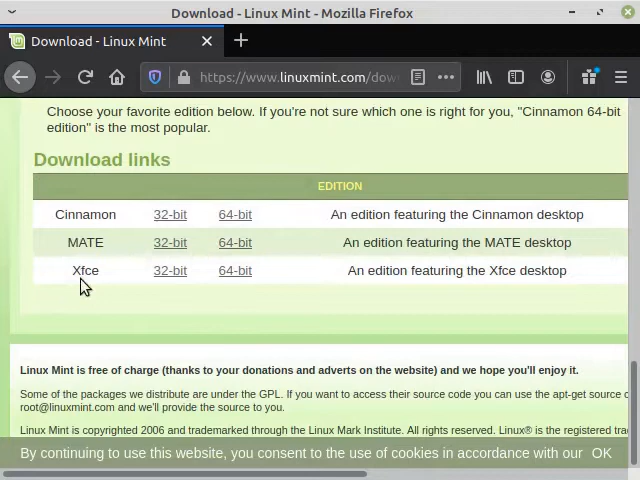 Download - Linux Mint - Mozilla Firefox
Download - Linux Mint
https://www.linuxmint.com/dow
Choose your favorite edition below. If you're not sure which one is right for you, "Cinnamon 64-bit
edition" is the most popular.
Download links
EDITION
Cinnamon 32-bit 64-bit An edition featuring the Cinnamon desktop
MATE 32-bit 64-bit An edition featuring the MATE desktop
Xfce 32-bit 64-bit An edition featuring the Xfce desktop
Linux Mint is free of charge (thanks to your donations and adverts on the website) and we hope you'll enjoy it.
Some of the packages we distribute are under the GPL. If you want to access their source code you can use the apt-get source
root@linuxmint.com and we'll provide the source to you.
Linux Mint is copyrighted 2006 and trademarked through the Linux Mark Institute. All rights reserved. Linux® is the registered
By continuing to use this website, you consent to the use of cookies in accordance with our OK